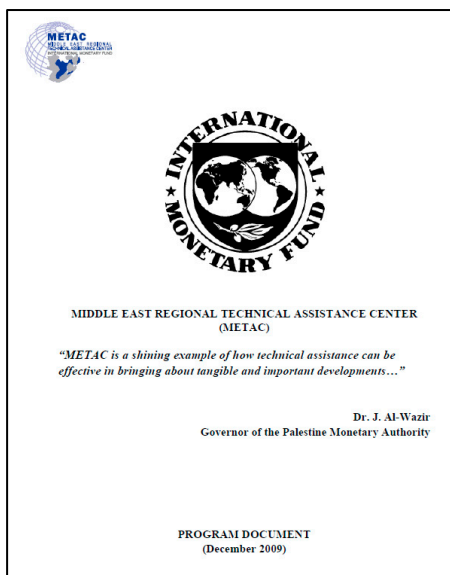 METAC
MIDDLE EAST REGIONAL
TECHNICAL ASSISTANCE CENTER
INTERNATIONAL MONETARY FUND
INTERNATIONAL
MONETARY FUND
MIDDLE EAST REGIONAL TECHNICAL ASSISTANCE CENTER
(METAC)
“METAC is a shining example of how technical assistance can be
effective in bringing about tangible and important developments…”
Dr. J. Al-Wazir
Governor of the Palestine Monetary Authority
PROGRAM DOCUMENT
(December 2009)